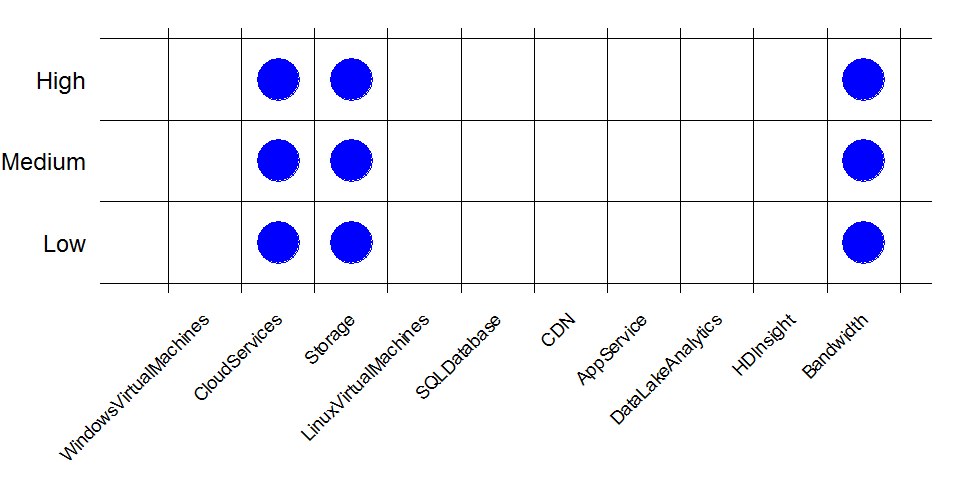 High
Medium
Low
WindowsVirtualMachines
CloudServices
Storage
LinuxVirtualMachines
SQLDatabase
CDN
AppService
DataLakeAnalytics
HDInsight
Bandwidth